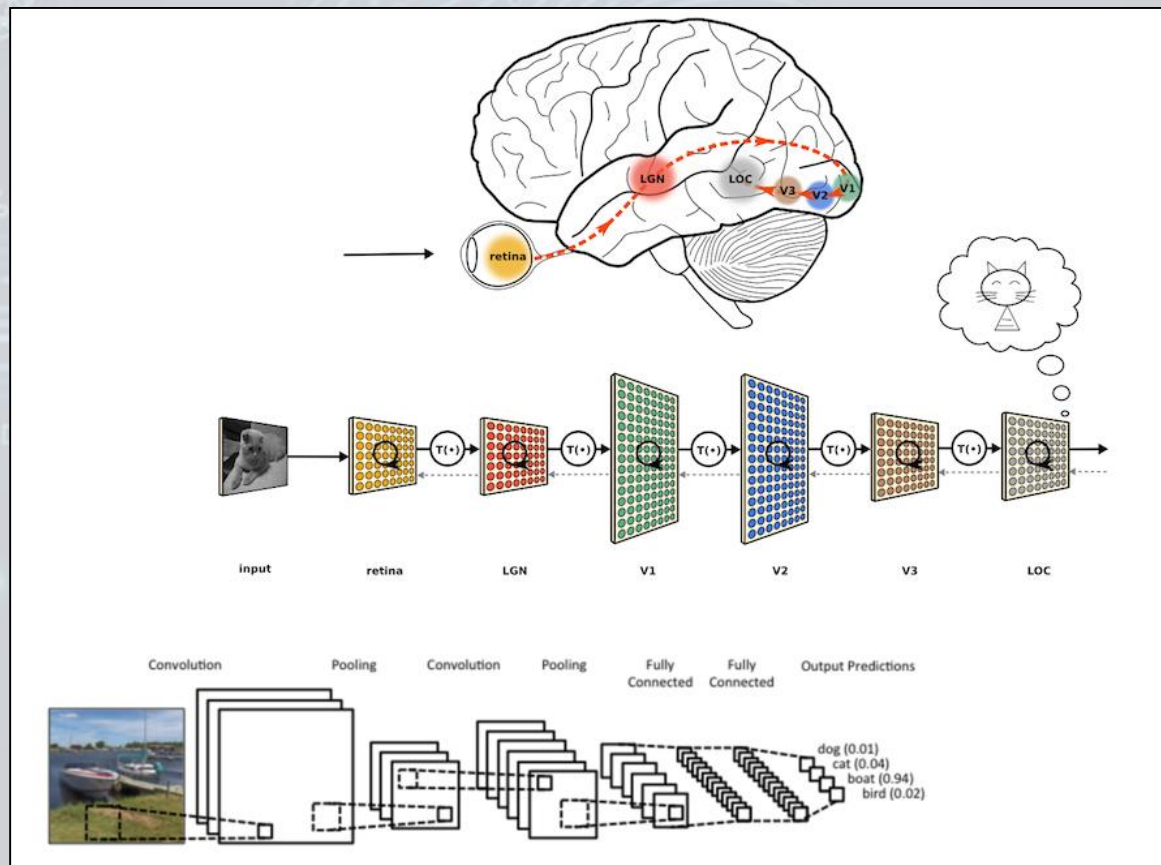 LGN
LOC
V3
V2
V1
retina
T(•) T(•) T(•) T(•) T(•)
input retina LGN V1 V2 V3 LOC
Convolution Pooling Convolution Pooling Fully Connected Fully Connected Output Predictions
dog (0.01)
cat (0.04)
boat (0.94)
bird (0.02)